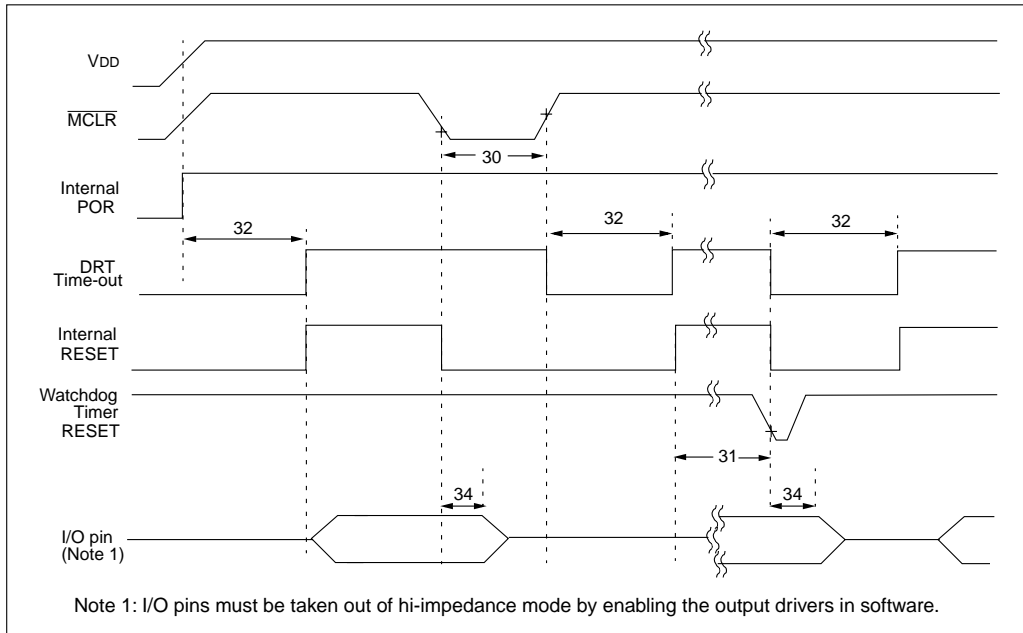 VDD
MCLR
30
Internal
POR
32
32
32
DRT
Time-out
Internal
RESET
Watchdog
Timer
RESET
31
34
34
I/O pin
(Note 1)
Note 1: I/O pins must be taken out of hi-impedance mode by enabling the output drivers in software.